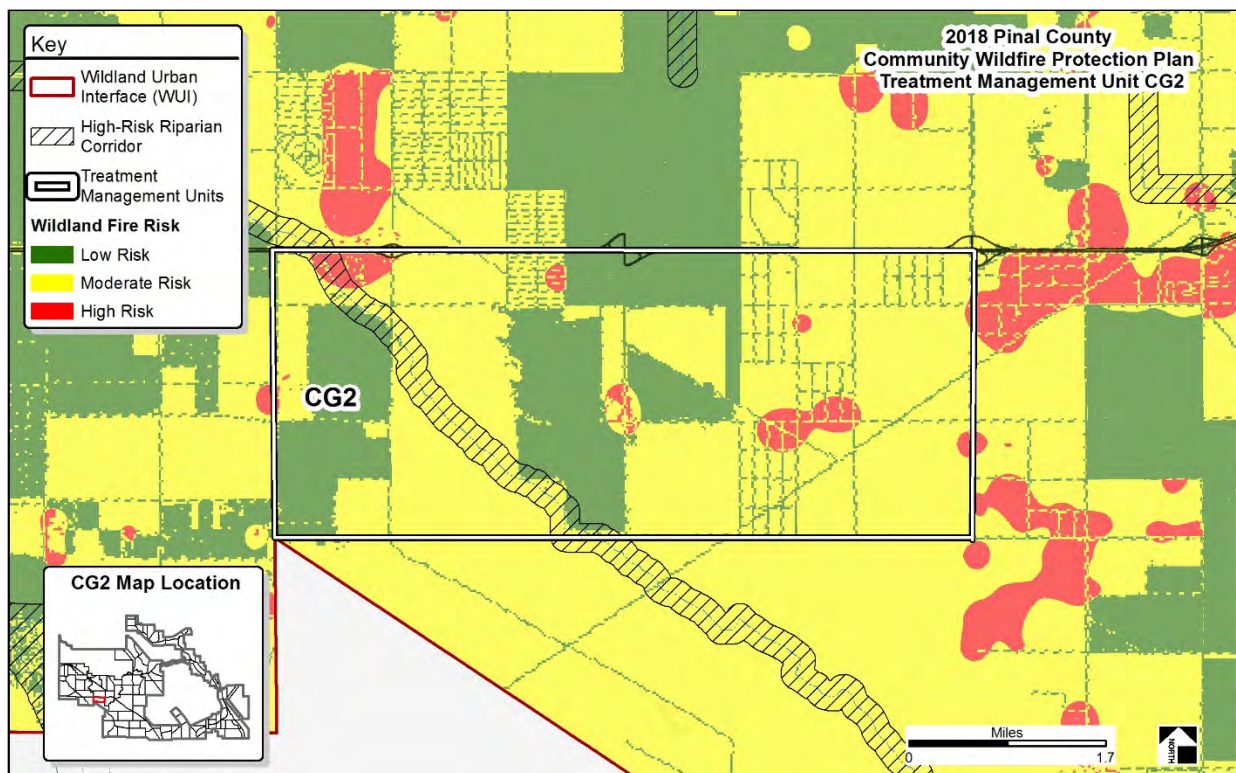 Key
Wildland Urban
Interface (WUI)
High-Risk Riparian
Corridor
Treatment
Management Units
Wildland Fire Risk
Low Risk
Moderate Risk
High Risk
2018 Pinal County
Community Wildfire Protection Plan
Treatment Management Unit CG2
CG2
CG2 Map Location
Miles
0
1.7
NORTH